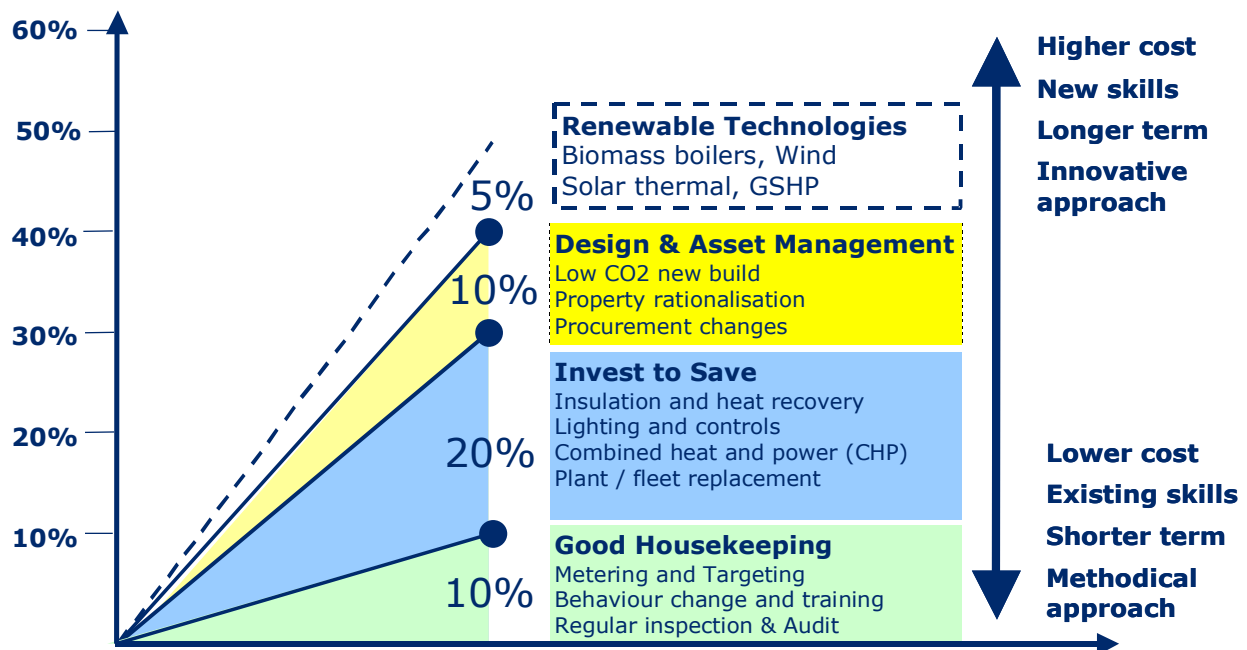 60%
50%
40%
30%
20%
10%
5%
10%
20%
10%
Renewable Technologies
Biomass boilers, Wind
Solar thermal, GSHP
Design & Asset Management
Low CO2 new build
Property rationalisation
Procurement changes
Invest to Save
Insulation and heat recovery
Lighting and controls
Combined heat and power (CHP)
Plant / fleet replacement
Good Housekeeping
Metering and Targeting
Behaviour change and training
Regular inspection & Audit
Higher cost
New skills
Longer term
Innovative
approach
Lower cost
Existing skills
Shorter term
Methodical
approach